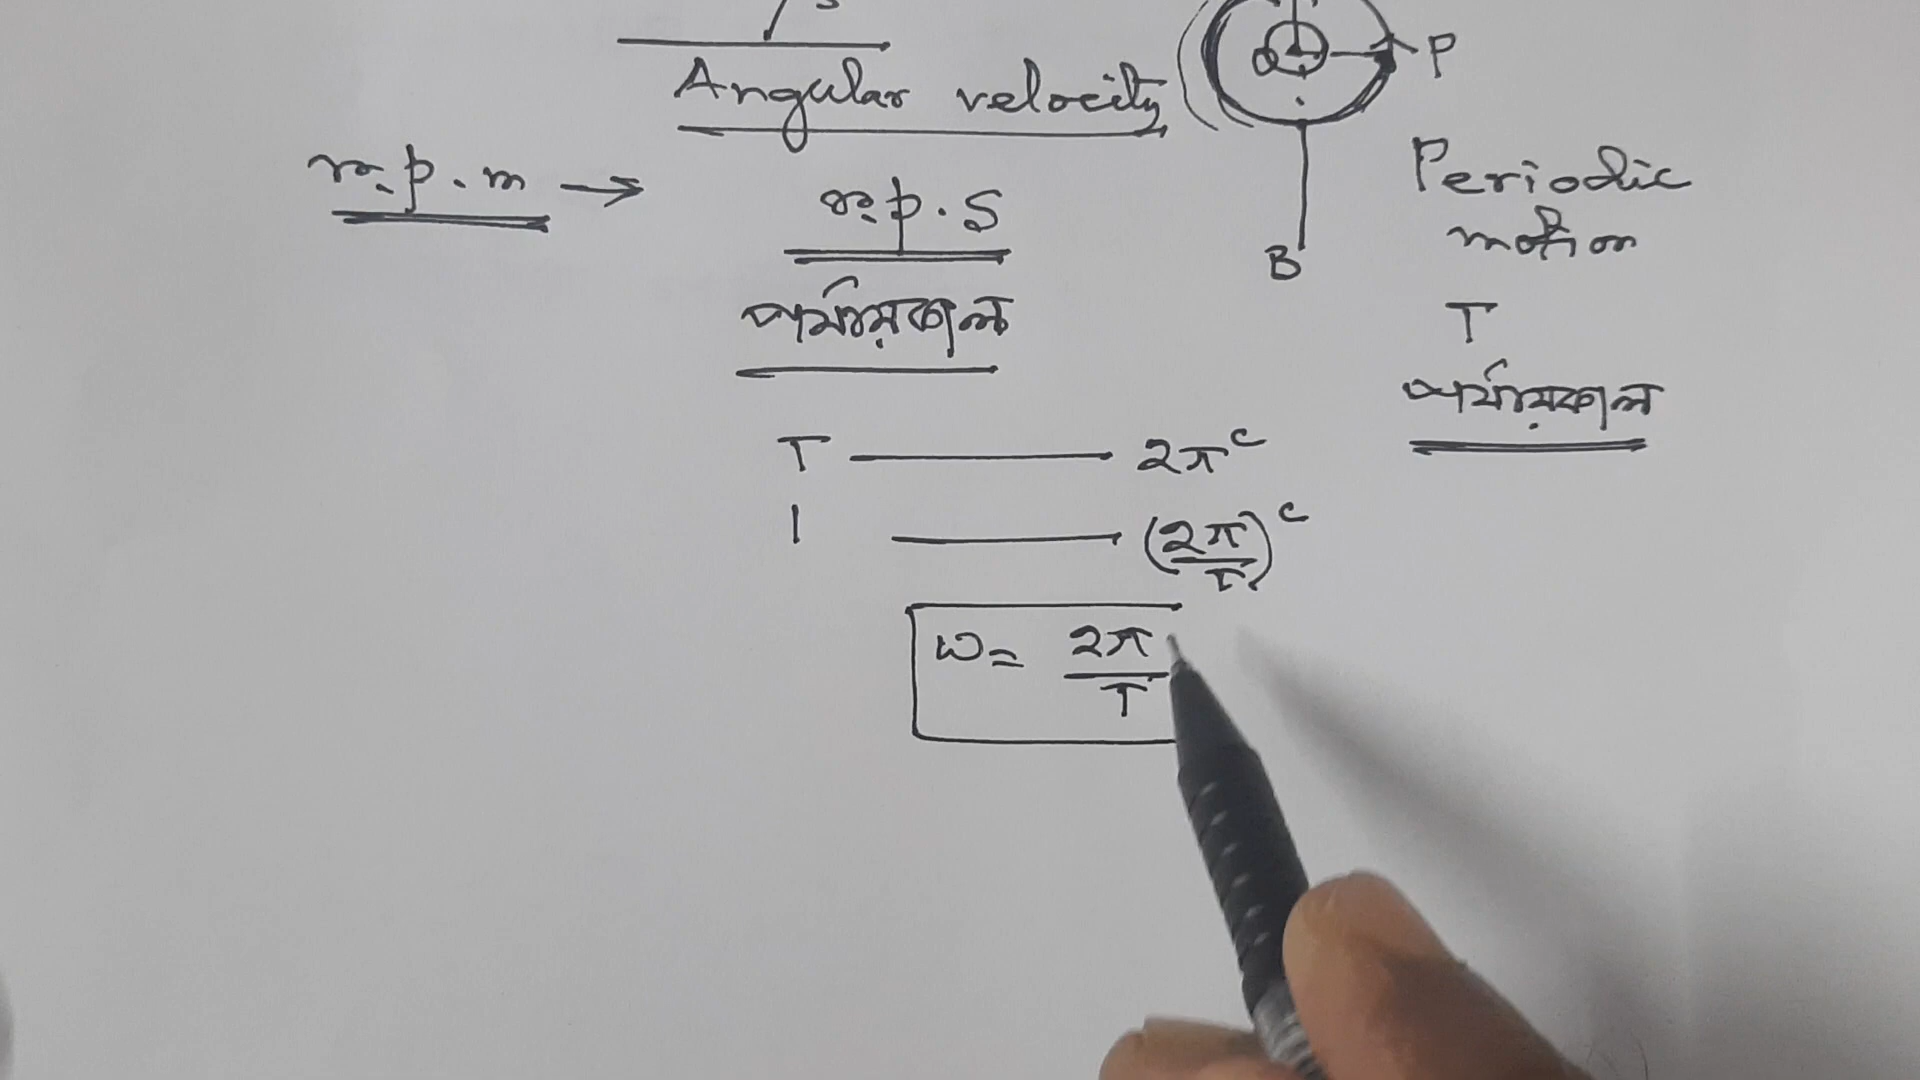 Angular velocity
r.p.m →
r.p.s
পর্যায়কাল
T —— 2π^c
1 —— (2π/T)^c
ω = 2π/T
P
B
Periodic
motion
T
পর্যায়কাল